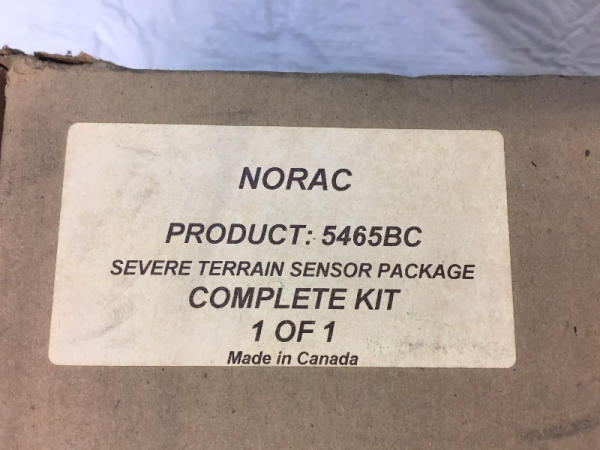 NORAC
PRODUCT: 5465BC
SEVERE TERRAIN SENSOR PACKAGE
COMPLETE KIT
1 OF 1
Made in Canada